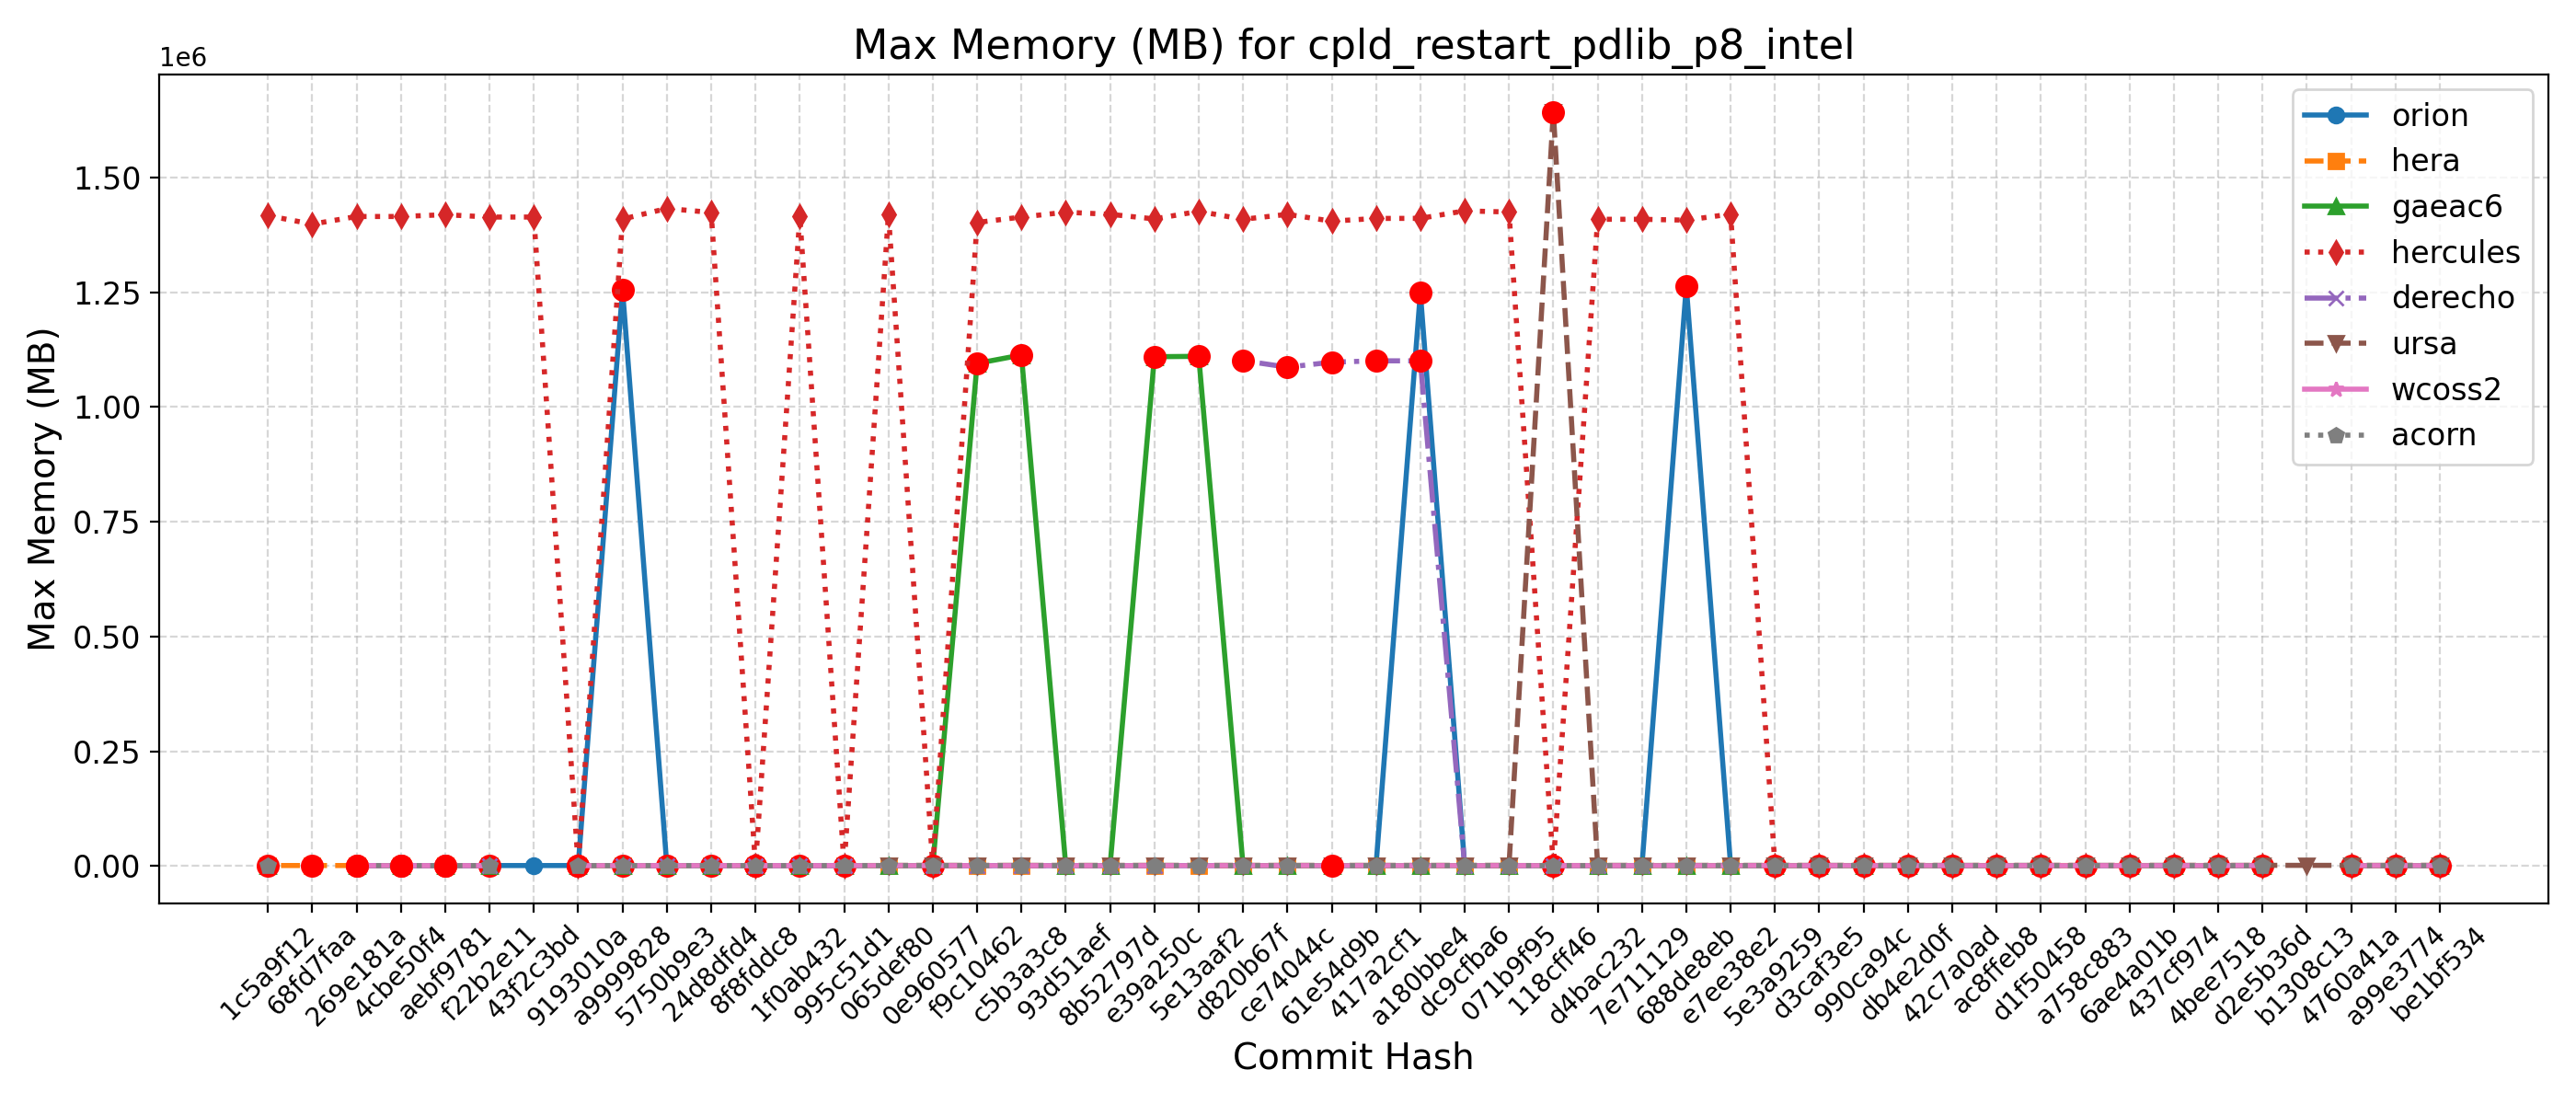 Max Memory (MB) for cpld_restart_pdlib_p8_intel
1e6
1.50
1.25
1.00
0.75
0.50
0.25
0.00
Max Memory (MB)
orion
hera
gaeac6
hercules
derecho
ursa
wcoss2
acorn
1c5a9f12
68fd7faa
269e181a
4cbe50f4
aebf9781
f22b2e11
43f2c3bd
9193010a
a9999828
5750b9e3
24d8dfd4
8f8fddc8
1f0ab432
995c51d1
065def80
0e960577
f9c10462
c5b3a3c8
93d51aef
8b52797d
e39a250c
5e13aaf2
d820b67f
ce74044c
61e54d9b
417a2cf1
a180bbe4
dc9cfba6
071b9f95
118cff46
d4bac232
7e711129
688de8eb
e7ee38e2
5e3a9259
d3caf3e5
990ca94c
db4e2d0f
42c7a0ad
ac8ffeb8
d1f50458
a758c883
6ae4a01b
437cf974
4bee7518
d2e5b36d
b1308c13
4760a41a
a99e3774
be1bf534
Commit Hash